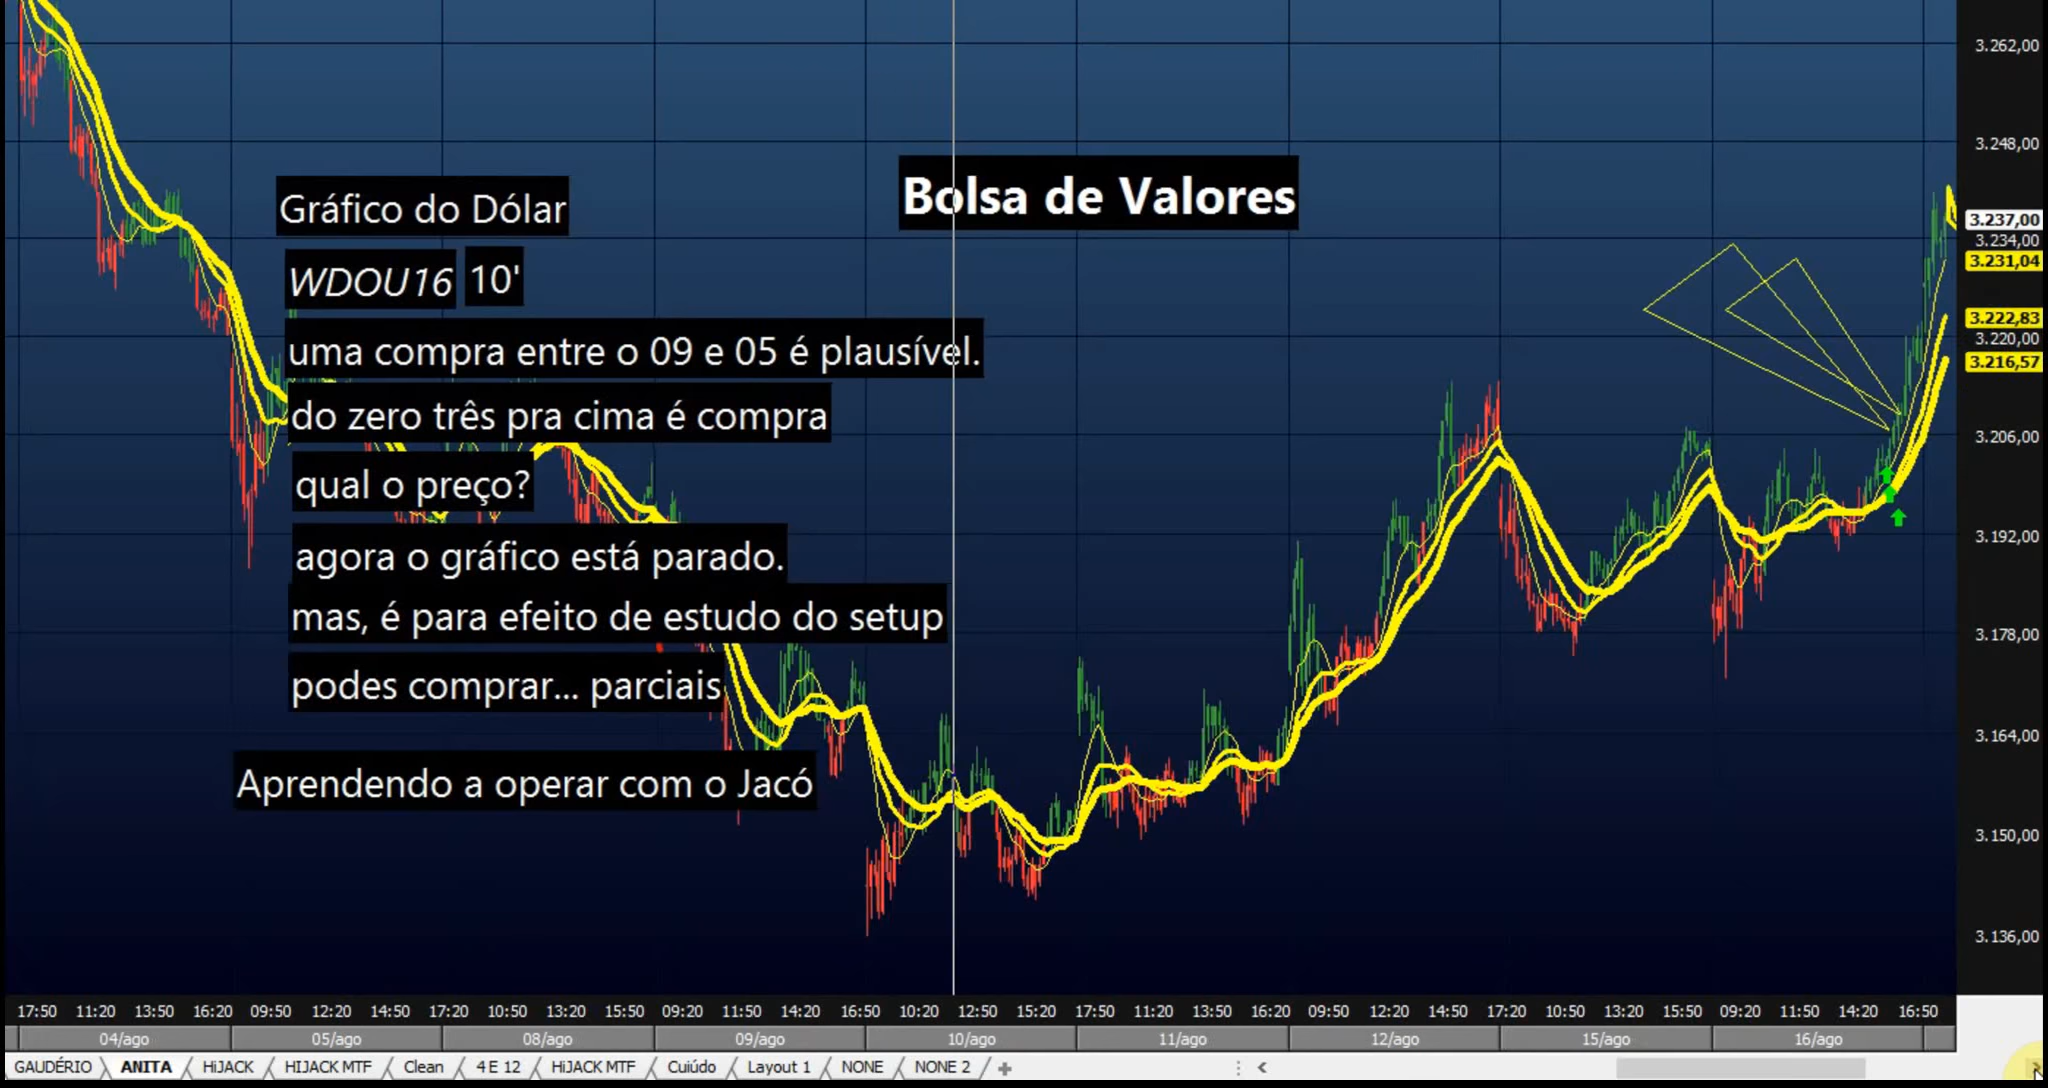 3.262,00
3.248,00
Bolsa de Valores
Gráfico do Dólar
3.237,00
3.234,00
3.231,04
WDOU16 10'
3.222,83
3.220,00
uma compra entre o 09 e 05 é plausível.
3.216,57
do zero três pra cima é compra
3.206,00
qual o preço?
3.192,00
agora o gráfico está parado.
mas, é para efeito de estudo do setup
3.178,00
podes comprar... parciais
3.164,00
Aprendendo a operar com o Jacó
3.150,00
3.136,00
17:50 11:20 13:50 16:20 09:50 12:20 14:50 17:20 10:50 13:20 15:50 09:20 11:50 14:20 16:50 10:20 12:50 15:20 17:50 11:20 13:50 16:20 09:50 12:20 14:50 17:20 10:50 13:20 15:50 09:20 11:50 14:20 16:50
04/ago 05/ago 08/ago 09/ago 10/ago 11/ago 12/ago 15/ago 16/ago
GAUDÉRIO ANITA HiJACK HIJACK MTF Clean 4 E 12 HiJACK MTF Cuiúdo Layout 1 NONE NONE 2